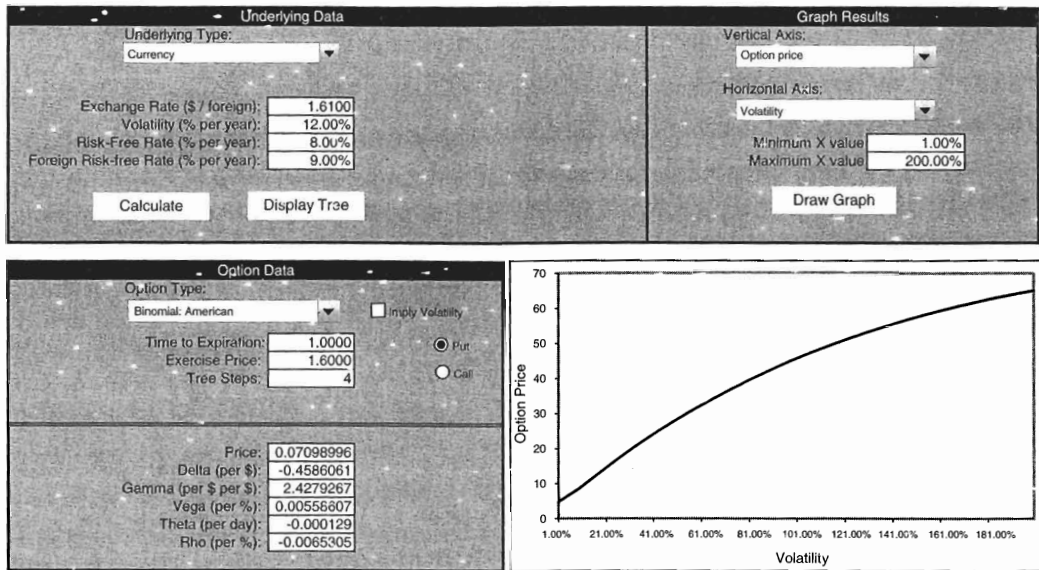 Underlying Data
Underlying Type:
Currency
Exchange Rate ($ / foreign): 1.6100
Volatility (% per year): 12.00%
Risk-Free Rate (% per year): 8.00%
Foreign Risk-free Rate (% per year): 9.00%
Calculate Display Tree
Graph Results
Vertical Axis:
Option price
Horizontal Axis:
Volatility
Minimum X value 1.00%
Maximum X value 200.00%
Draw Graph
Option Data
Option Type:
Binomial: American
Imply Volatility
Time to Expiration: 1.0000
Exercise Price: 1.6000
Tree Steps: 4
Put
Call
Price: 0.07098996
Delta (per $): -0.4586061
Gamma (per $ per $): 2.4279267
Vega (per %): 0.00558607
Theta (per day): -0.000129
Rho (per %): -0.0065305
Option Price
70
60
50
40
30
20
10
0
1.00% 21.00% 41.00% 61.00% 81.00% 101.00% 121.00% 141.00% 161.00% 181.00%
Volatility